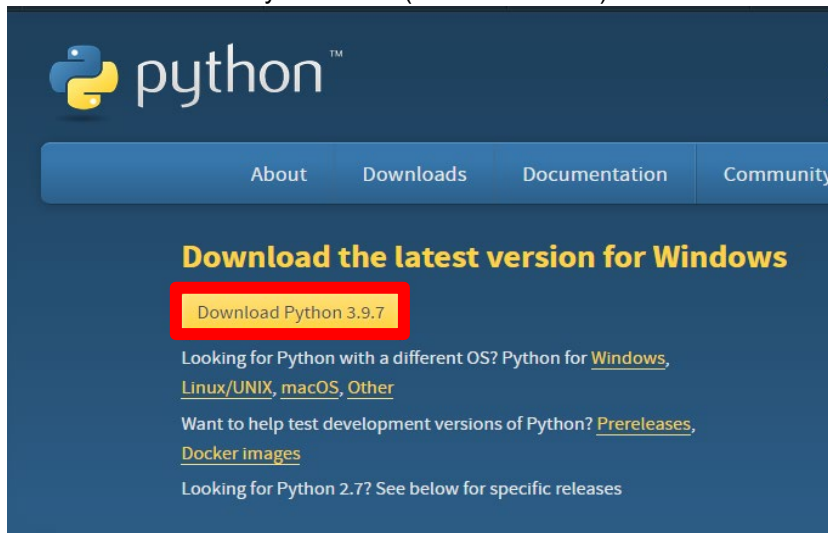 python™
About Downloads Documentation Community
Download the latest version for Windows
Download Python 3.9.7
Looking for Python with a different OS? Python for Windows,
Linux/UNIX, macOS, Other
Want to help test development versions of Python? Prereleases,
Docker images
Looking for Python 2.7? See below for specific releases